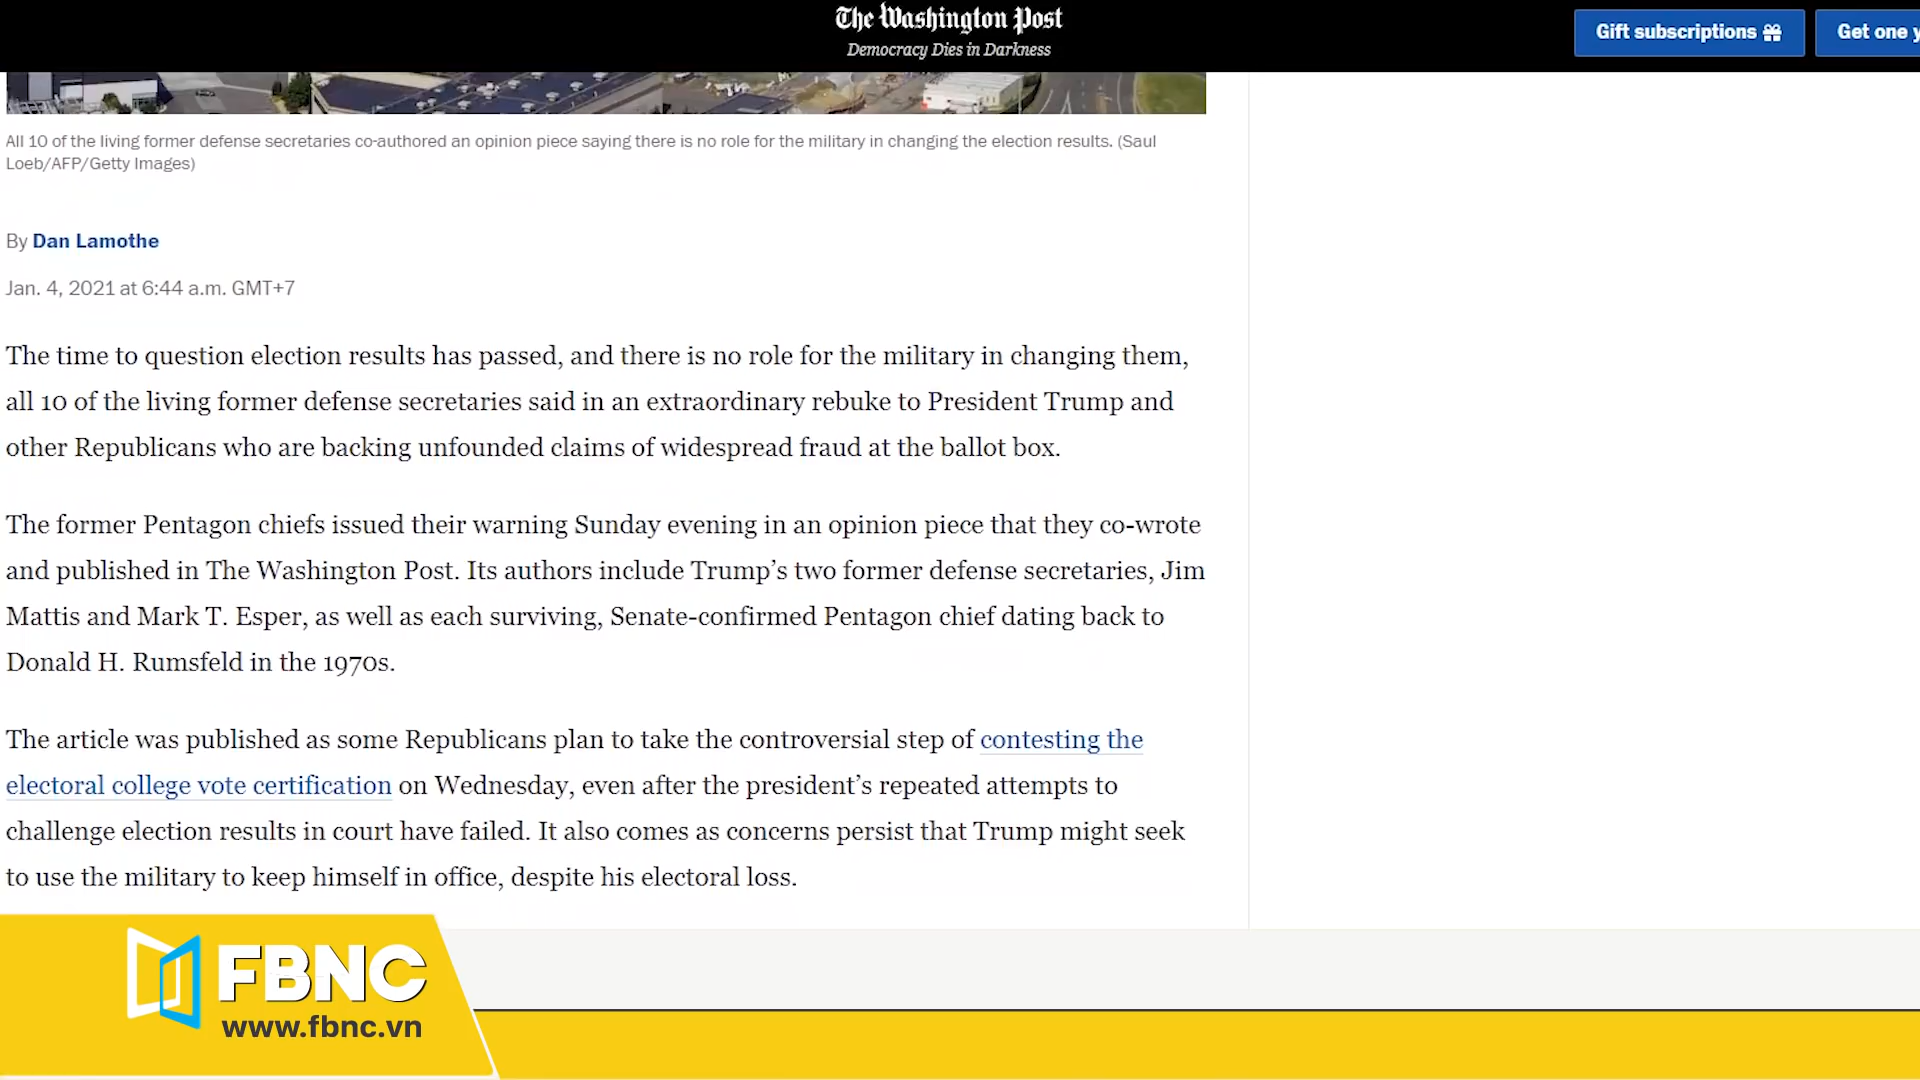 The Washington Post
Democracy Dies in Darkness
Gift subscriptions
Get one y
All 10 of the living former defense secretaries co-authored an opinion piece saying there is no role for the military in changing the election results. (Saul
Loeb/AFP/Getty Images)
By Dan Lamothe
Jan. 4, 2021 at 6:44 a.m. GMT+7
The time to question election results has passed, and there is no role for the military in changing them,
all 10 of the living former defense secretaries said in an extraordinary rebuke to President Trump and
other Republicans who are backing unfounded claims of widespread fraud at the ballot box.
The former Pentagon chiefs issued their warning Sunday evening in an opinion piece that they co-wrote
and published in The Washington Post. Its authors include Trump’s two former defense secretaries, Jim
Mattis and Mark T. Esper, as well as each surviving, Senate-confirmed Pentagon chief dating back to
Donald H. Rumsfeld in the 1970s.
The article was published as some Republicans plan to take the controversial step of contesting the
electoral college vote certification on Wednesday, even after the president’s repeated attempts to
challenge election results in court have failed. It also comes as concerns persist that Trump might seek
to use the military to keep himself in office, despite his electoral loss.
FBNC
www.fbnc.vn